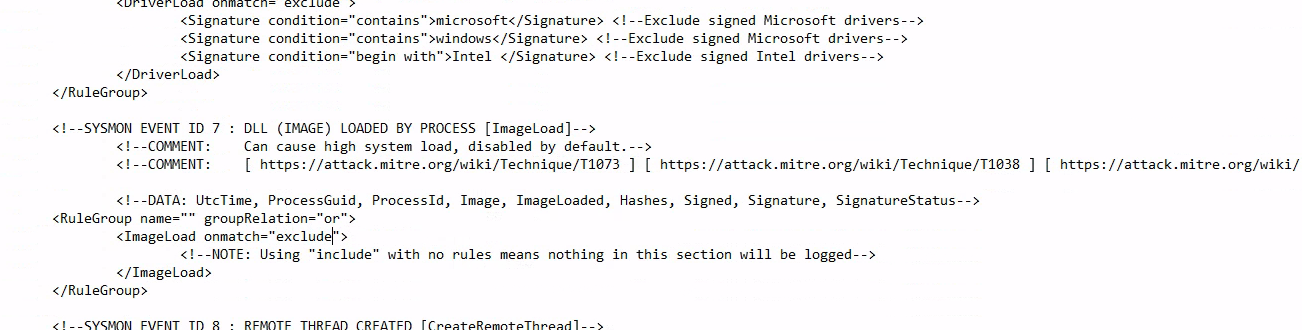 <DriverLoad onmatch="exclude">
<Signature condition="contains">microsoft</Signature> <!--Exclude signed Microsoft drivers-->
<Signature condition="contains">windows</Signature> <!--Exclude signed Microsoft drivers-->
<Signature condition="begin with">Intel </Signature> <!--Exclude signed Intel drivers-->
</DriverLoad>
</RuleGroup>
<!--SYSMON EVENT ID 7 : DLL (IMAGE) LOADED BY PROCESS [ImageLoad]-->
<!--COMMENT: Can cause high system load, disabled by default.-->
<!--COMMENT: [ https://attack.mitre.org/wiki/Technique/T1073 ] [ https://attack.mitre.org/wiki/Technique/T1038 ] [ https://attack.mitre.org/wiki/
<!--DATA: UtcTime, ProcessGuid, ProcessId, Image, ImageLoaded, Hashes, Signed, Signature, SignatureStatus-->
<RuleGroup name="" groupRelation="or">
<ImageLoad onmatch="exclude">
<!--NOTE: Using "include" with no rules means nothing in this section will be logged-->
</ImageLoad>
</RuleGroup>
<!--SYSMON EVENT ID 8 : REMOTE THREAD CREATED [CreateRemoteThread]-->